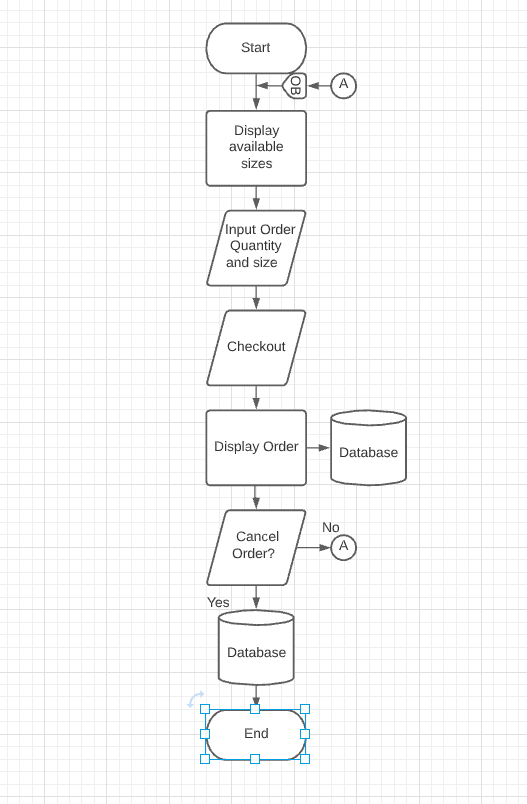 Start
OB
A
Display
available
sizes
Input Order
Quantity
and size
Checkout
Display Order
Database
Cancel
Order?
No
A
Yes
Database
End